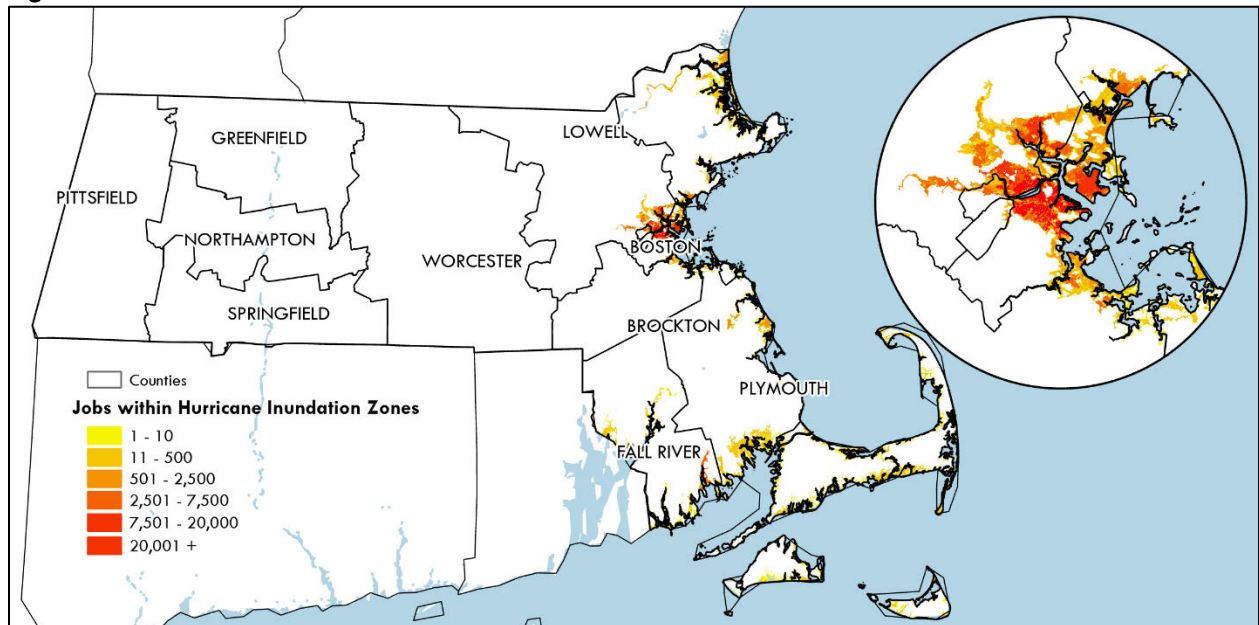 LOWELL
GREENFIELD
PITTSFIELD
NORTHAMPTON
BOSTON
WORCESTER
SPRINGFIELD
BROCKTON
PLYMOUTH
FALL RIVER
Counties
Jobs within Hurricane Inundation Zones
1 - 10
11 - 500
501 - 2,500
2,501 - 7,500
7,501 - 20,000
20,001 +